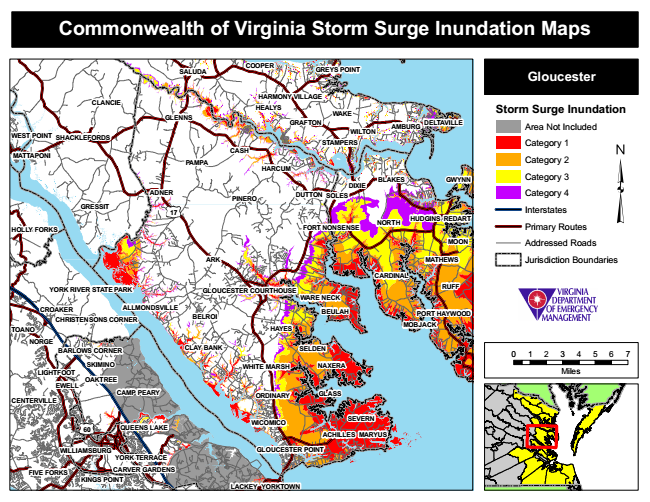 Commonwealth of Virginia Storm Surge Inundation Maps
Gloucester
Storm Surge Inundation
Area Not Included
Category 1
Category 2
Category 3
Category 4
Interstates
Primary Routes
Addressed Roads
Jurisdiction Boundaries
N
VIRGINIA
DEPARTMENT
OF EMERGENCY
MANAGEMENT
0 1 2 3 4 5 6 7
Miles
COOPER
SALUDA
GREYS POINT
HARMONY VILLAGE
CLANCIE
HEALYS
WAKE
GLENNS
GRAFTON
AMBURG
DELTAVILLE
WEST POINT
SHACKLEFORDS
WILTON
STAMPERS
MATTAPONI
CASH
PAMPA
HARCUM
DIXIE
BLAKES
GWYNN
ADNER
DUTTON
SOLES
PINERO
GRESSIT
17
HUDGINS
REDART
NORTH
FORT NONSENSE
HOLLY FORKS
MOON
ARK
MATHEWS
CARDINAL
YORK RIVER STATE PARK
GLOUCESTER COURTHOUSE
RUFF
WARE NECK
ALLMONDSVILLE
CROAKER
BEULAH
PORT HAYWOOD
CHRISTENSONS CORNER
BELROI
MOBJACK
TOANO
HAYES
NORGE
BARLOWS CORNER
CLAY BANK
SELDEN
SKIMINO
LIGHTFOOT
WHITE MARSH
NAXERA
OAKTREE
EWELL
CAMP PEARY
CENTERVILLE
ORDINARY
GLASS
SEVERN
QUEENS LAKE
WICOMICO
60
ACHILLES
MARYUS
WILLIAMSBURG
GLOUCESTER POINT
YORK TERRACE
CARVER GARDENS
FIVE FORKS
KINGS POINT
LACKEY
YORKTOWN